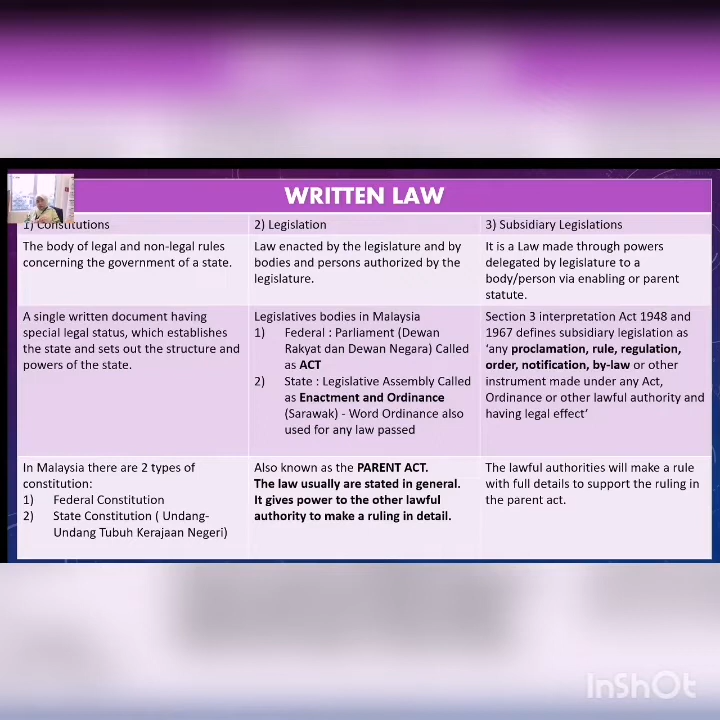 WRITTEN LAW
1) Constitutions
The body of legal and non-legal rules
concerning the government of a state.
A single written document having
special legal status, which establishes
the state and sets out the structure and
powers of the state.
In Malaysia there are 2 types of
constitution:
1) Federal Constitution
2) State Constitution ( Undang-
Undang Tubuh Kerajaan Negeri)
2) Legislation
Law enacted by the legislature and by
bodies and persons authorized by the
legislature.
Legislatives bodies in Malaysia
1) Federal : Parliament (Dewan
Rakyat dan Dewan Negara) Called
as ACT
2) State : Legislative Assembly Called
as Enactment and Ordinance
(Sarawak) - Word Ordinance also
used for any law passed
Also known as the PARENT ACT.
The law usually are stated in general.
It gives power to the other lawful
authority to make a ruling in detail.
3) Subsidiary Legislations
It is a Law made through powers
delegated by legislature to a
body/person via enabling or parent
statute.
Section 3 interpretation Act 1948 and
1967 defines subsidiary legislation as
‘any proclamation, rule, regulation,
order, notification, by-law or other
instrument made under any Act,
Ordinance or other lawful authority and
having legal effect’
The lawful authorities will make a rule
with full details to support the ruling in
the parent act.
InShOt